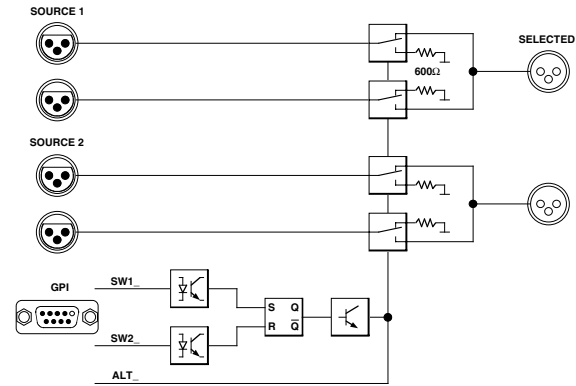 SOURCE 1
SELECTED
600Ω
SOURCE 2
GPI
SW1_
S Q
R Q̅
SW2_
ALT_